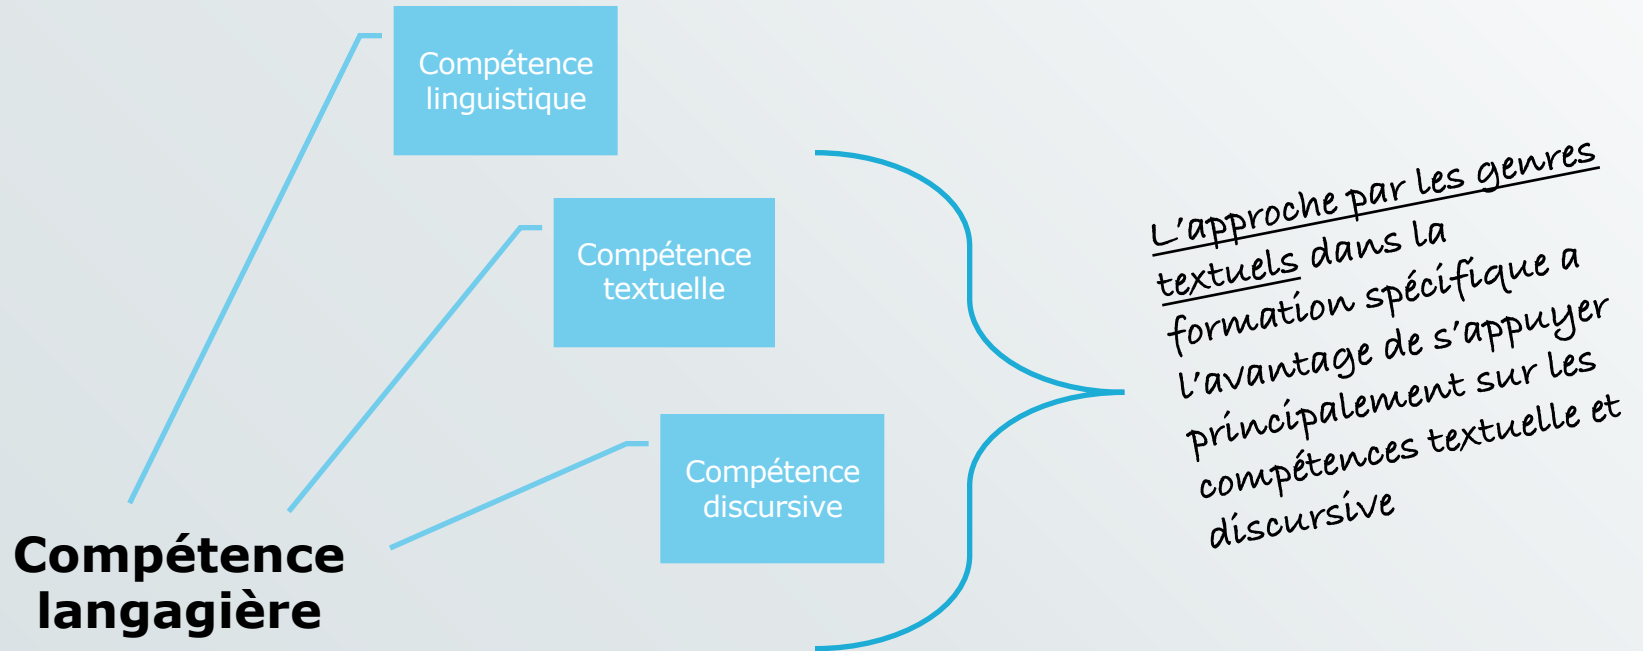 Compétence
linguistique
Compétence
textuelle
Compétence
discursive
Compétence
langagière
L'approche par les genres
textuels dans la
formation spécifique a
l'avantage de s'appuyer
principalement sur les
compétences textuelle et
discursive